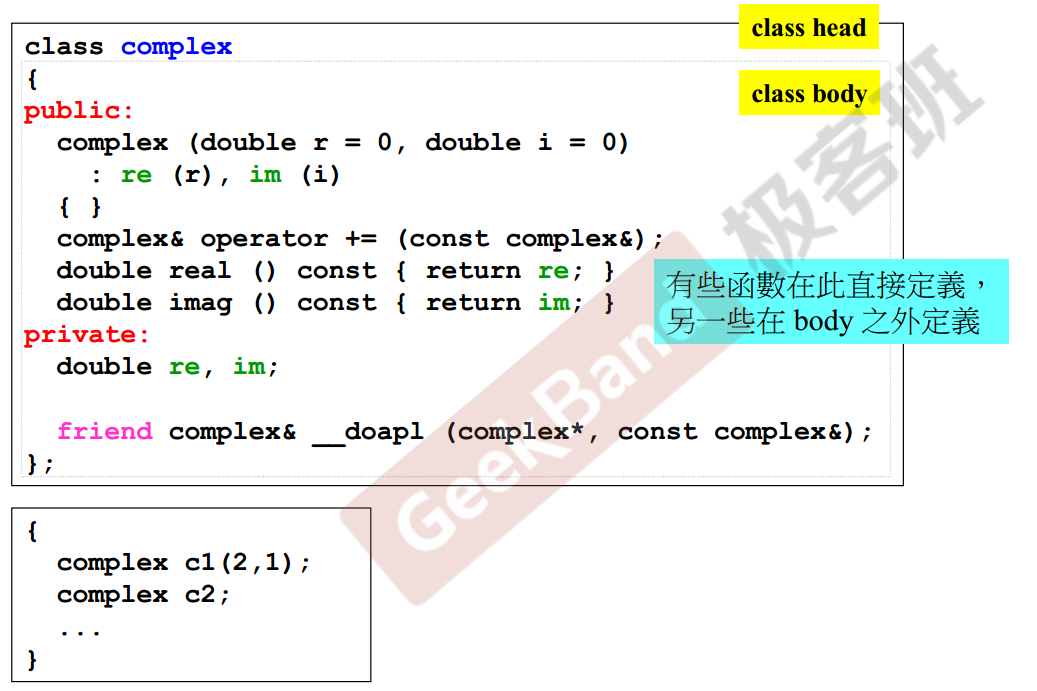 class head
class complex
{
class body
public:
complex (double r = 0, double i = 0)
: re (r), im (i)
{ }
complex& operator += (const complex&);
double real () const { return re; }
double imag () const { return im; }
有些函數在此直接定義，
另一些在 body 之外定義
private:
double re, im;
friend complex& __doapl (complex*, const complex&);
};
{
complex c1(2,1);
complex c2;
...
}
GeekBand 极客班